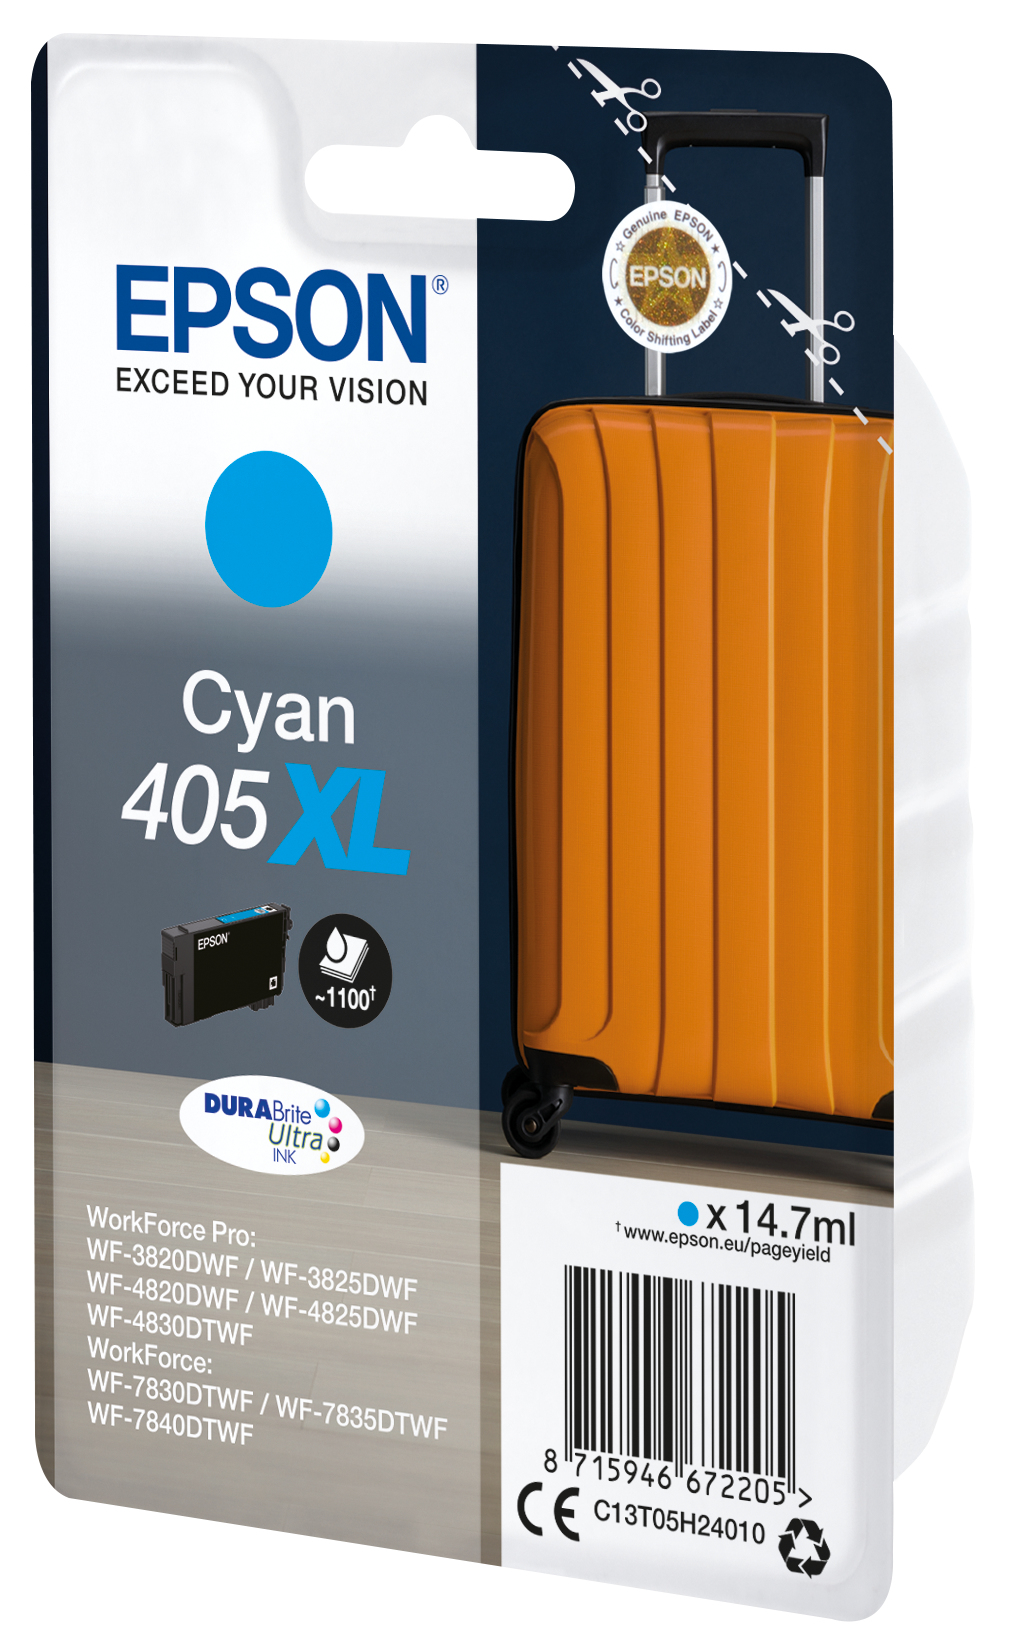 EPSON®
EXCEED YOUR VISION
Genuine EPSON
EPSON
Color Shifting Label
Cyan
405XL
EPSON®
~1100†
DURABrite
Ultra
INK
WorkForce Pro:
WF-3820DWF / WF-3825DWF
WF-4820DWF / WF-4825DWF
WF-4830DTWF
WorkForce:
WF-7830DTWF / WF-7835DTWF
WF-7840DTWF
x 14.7ml
†www.epson.eu/pageyield
8 715946 672205 >
CE C13T05H24010